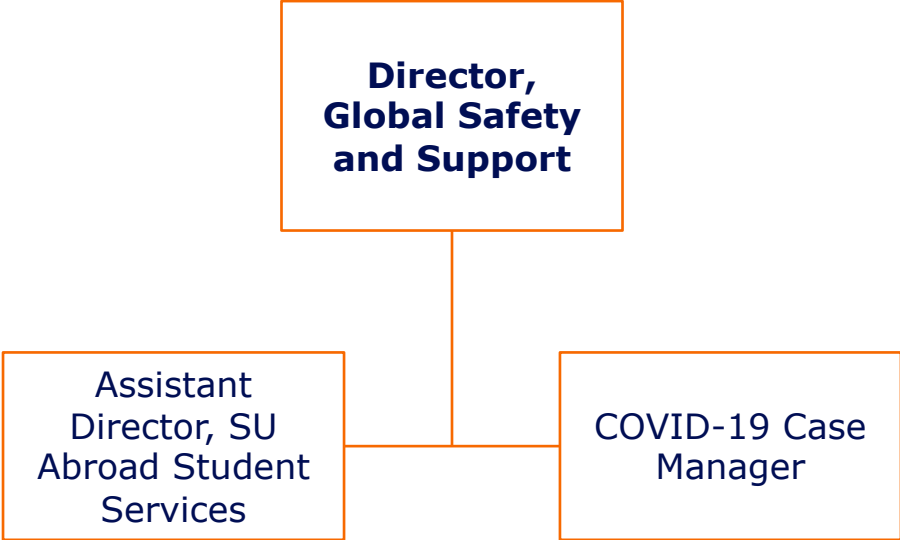 Director,
Global Safety
and Support
Assistant
Director, SU
Abroad Student
Services
COVID-19 Case
Manager